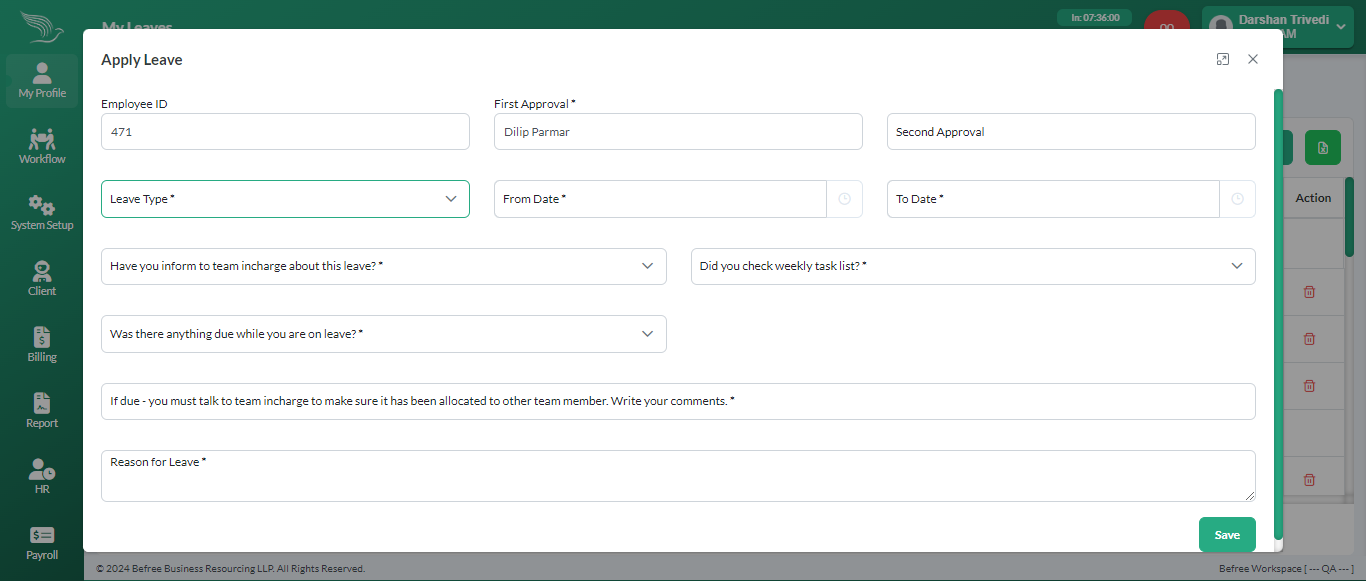 My Leaves
In: 07:36:00
Darshan Trivedi
AM
My Profile
Workflow
System Setup
Client
Billing
Report
HR
Payroll
Apply Leave
Employee ID
471
First Approval *
Dilip Parmar
Second Approval
Leave Type *
From Date *
To Date *
Have you inform to team incharge about this leave? *
Did you check weekly task list? *
Was there anything due while you are on leave? *
If due - you must talk to team incharge to make sure it has been allocated to other team member. Write your comments. *
Reason for Leave *
Save
Action
© 2024 Befree Business Resourcing LLP. All Rights Reserved.
Befree Workspace [ --- QA --- ]